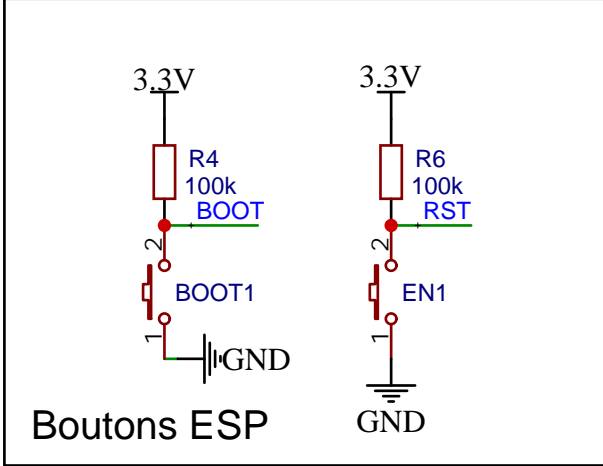 3.3V
R4
100k
BOOT
2
BOOT1
1
GND
3.3V
R6
100k
RST
2
EN1
1
GND
Boutons ESP